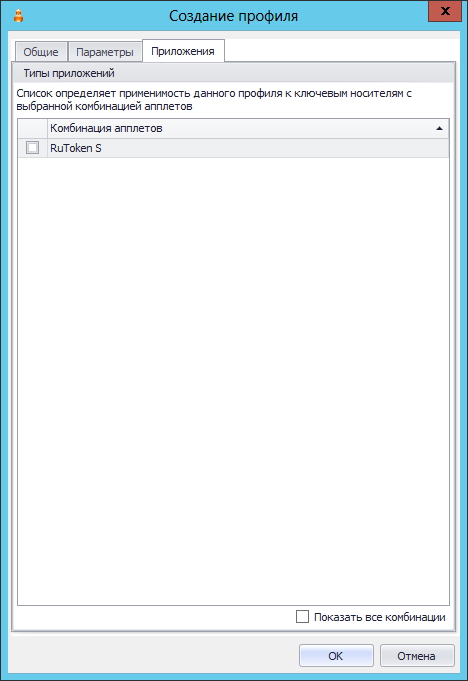 Создание профиля
Общие
Параметры
Приложения
Типы приложений
Список определяет применимость данного профиля к ключевым носителям с
выбранной комбинацией апплетов
Комбинация апплетов
RuToken S
Показать все комбинации
OK
Отмена